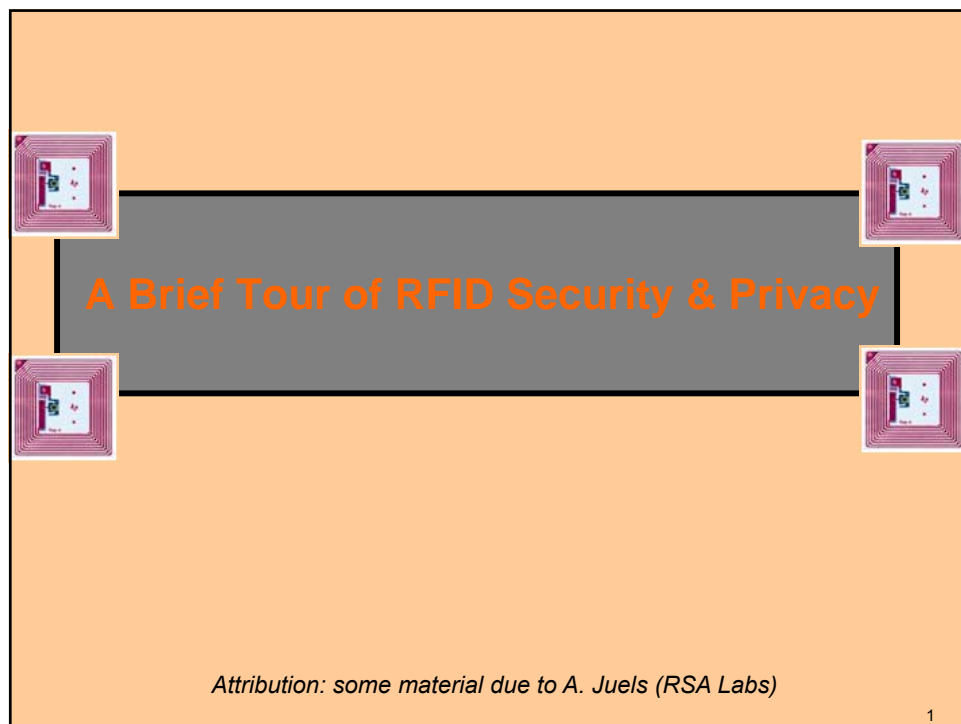 A Brief Tour of RFID Security & Privacy
Attribution: some material due to A. Juels (RSA Labs)
1